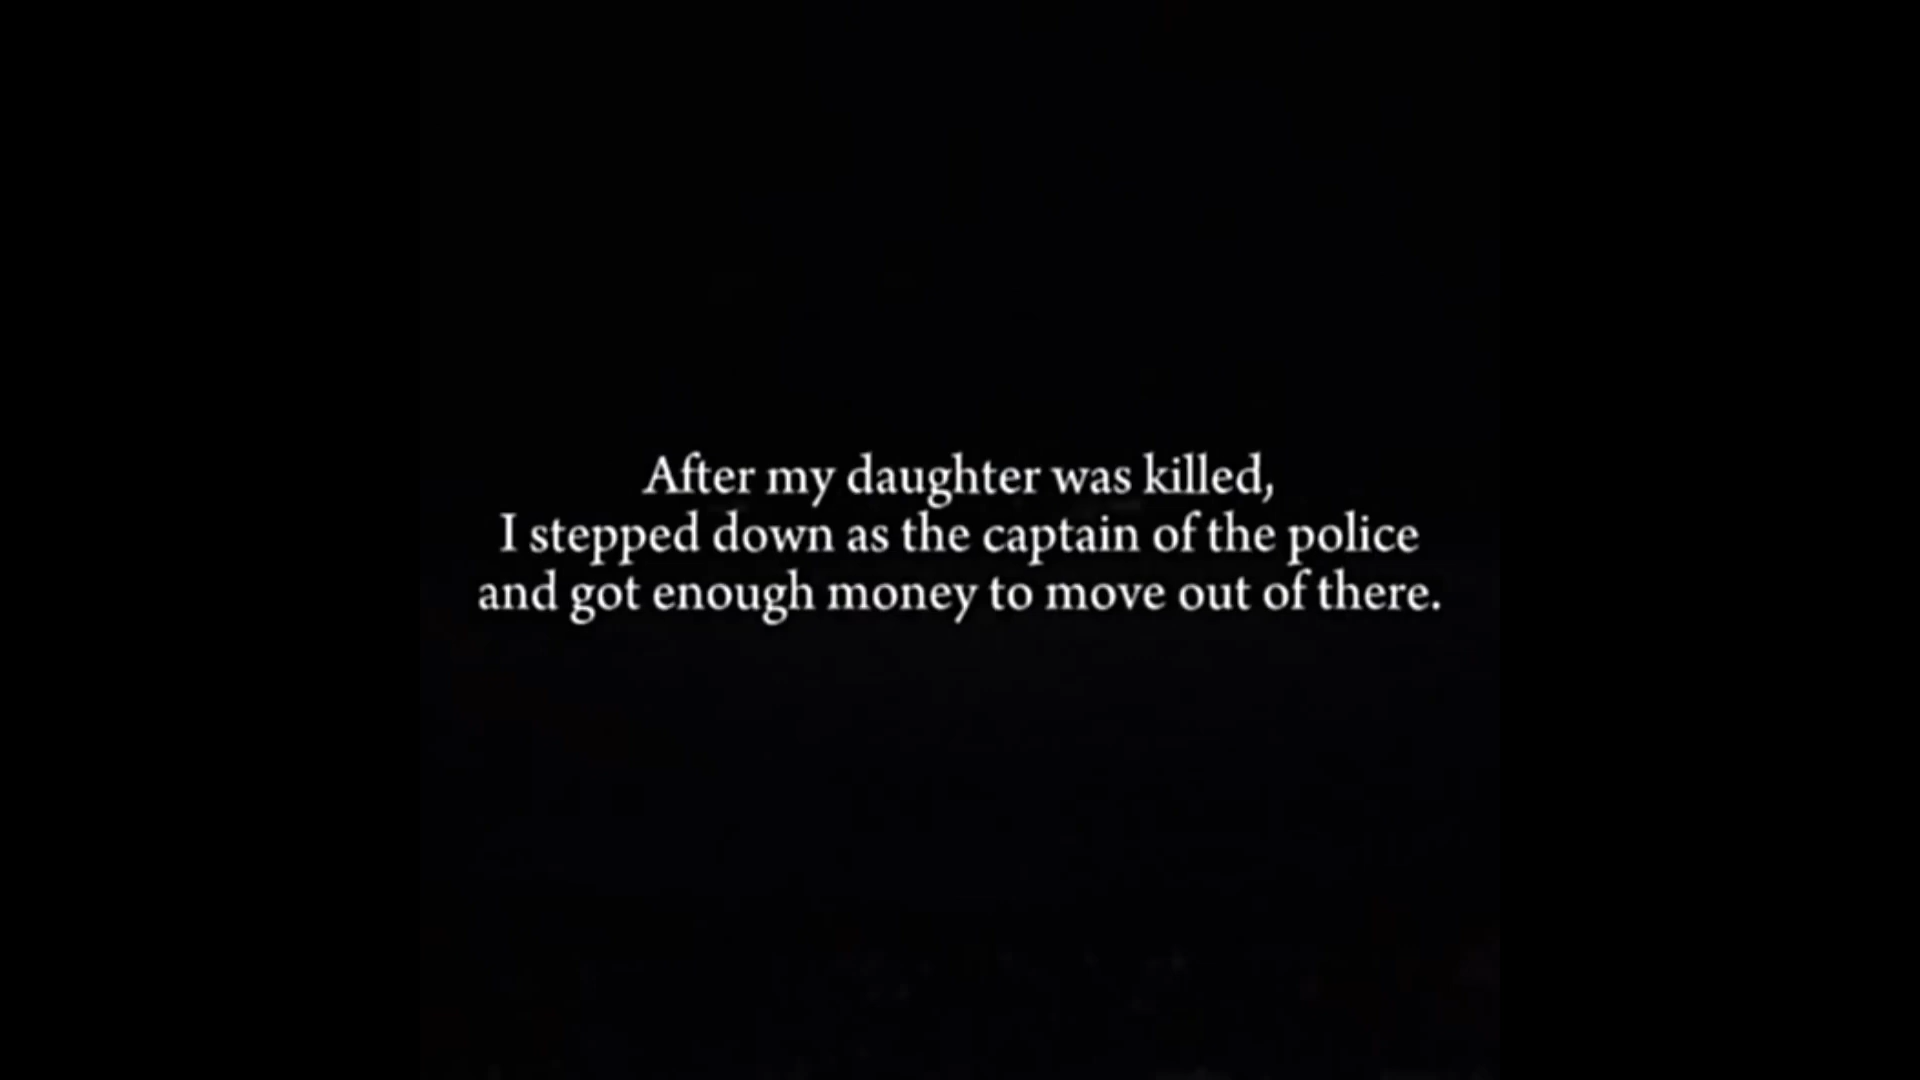 After my daughter was killed,
I stepped down as the captain of the police
and got enough money to move out of there.